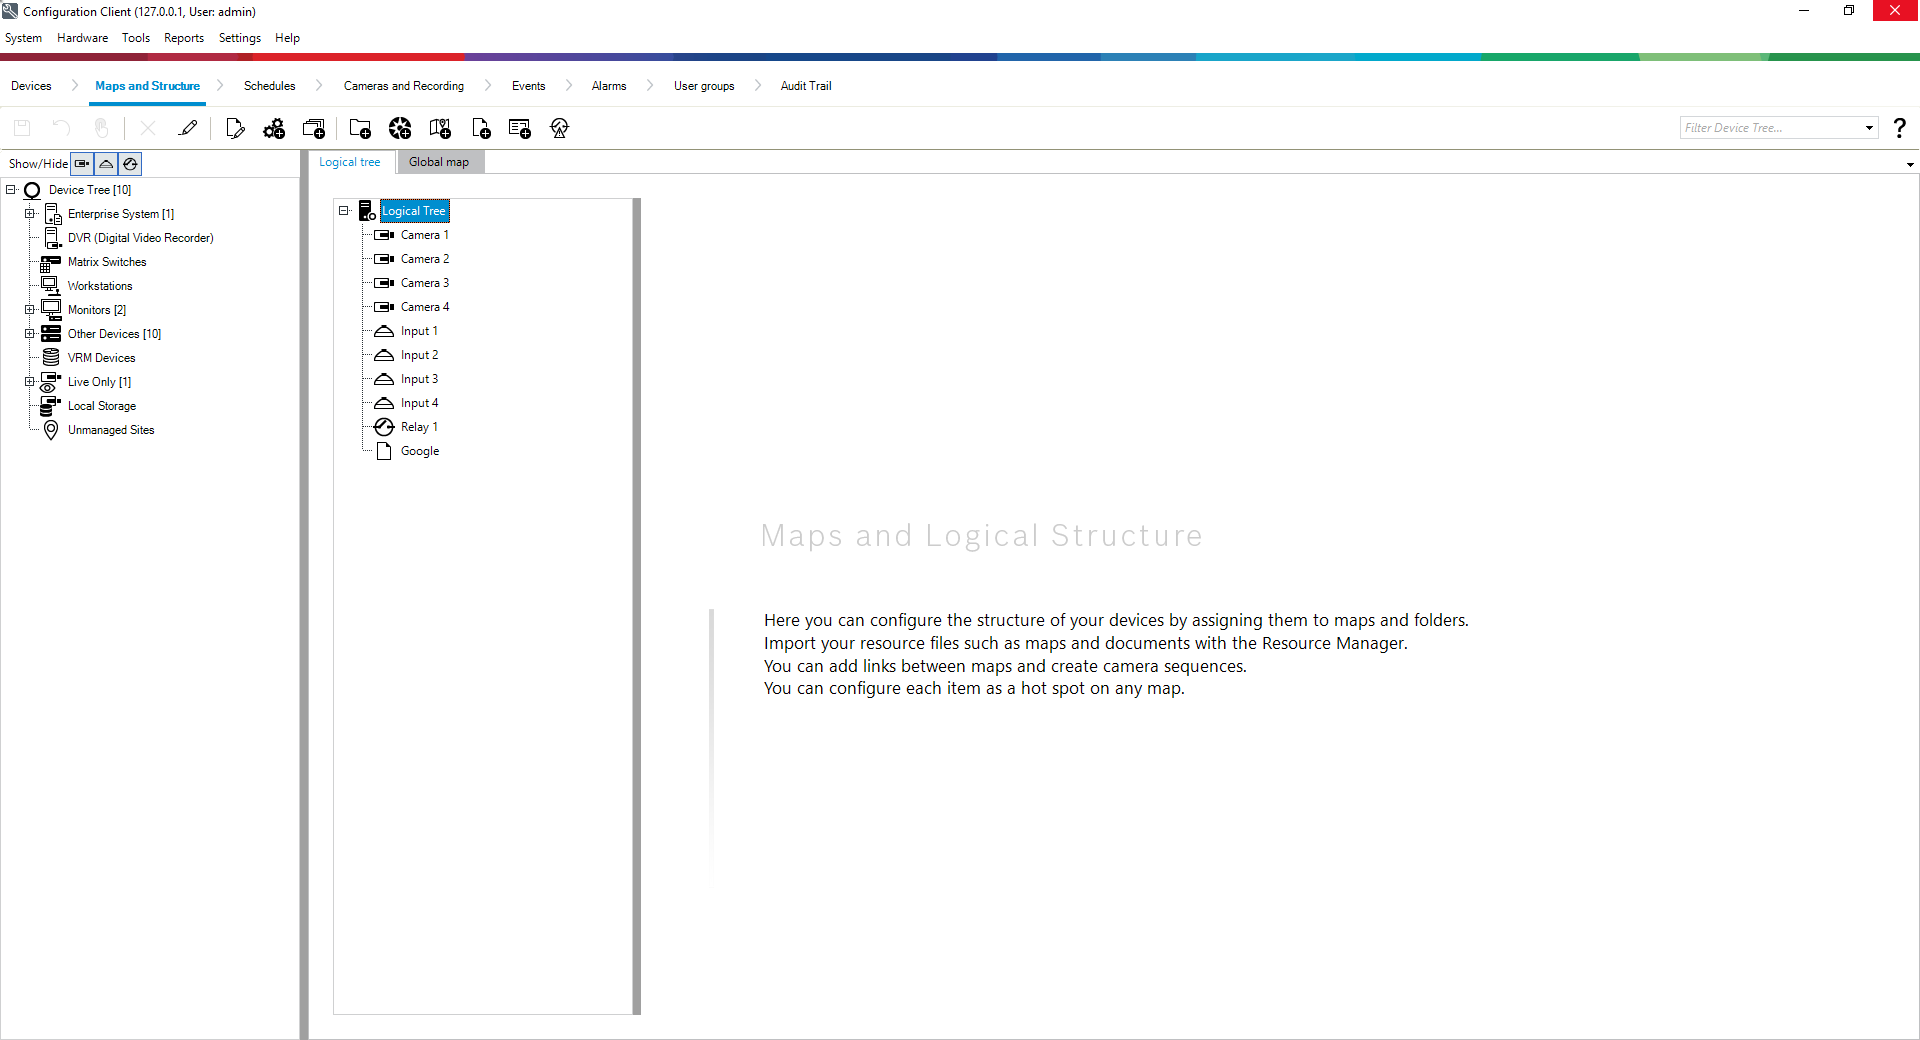 Configuration Client (127.0.0.1, User: admin)
System Hardware Tools Reports Settings Help
Devices Maps and Structure Schedules Cameras and Recording Events Alarms User groups Audit Trail
Filter Device Tree... ?
Show/Hide
Device Tree [10]
Enterprise System [1]
DVR (Digital Video Recorder)
Matrix Switches
Workstations
Monitors [2]
Other Devices [10]
VRM Devices
Live Only [1]
Local Storage
Unmanaged Sites
Logical tree Global map
Logical Tree
Camera 1
Camera 2
Camera 3
Camera 4
Input 1
Input 2
Input 3
Input 4
Relay 1
Google
Maps and Logical Structure
Here you can configure the structure of your devices by assigning them to maps and folders.
Import your resource files such as maps and documents with the Resource Manager.
You can add links between maps and create camera sequences.
You can configure each item as a hot spot on any map.